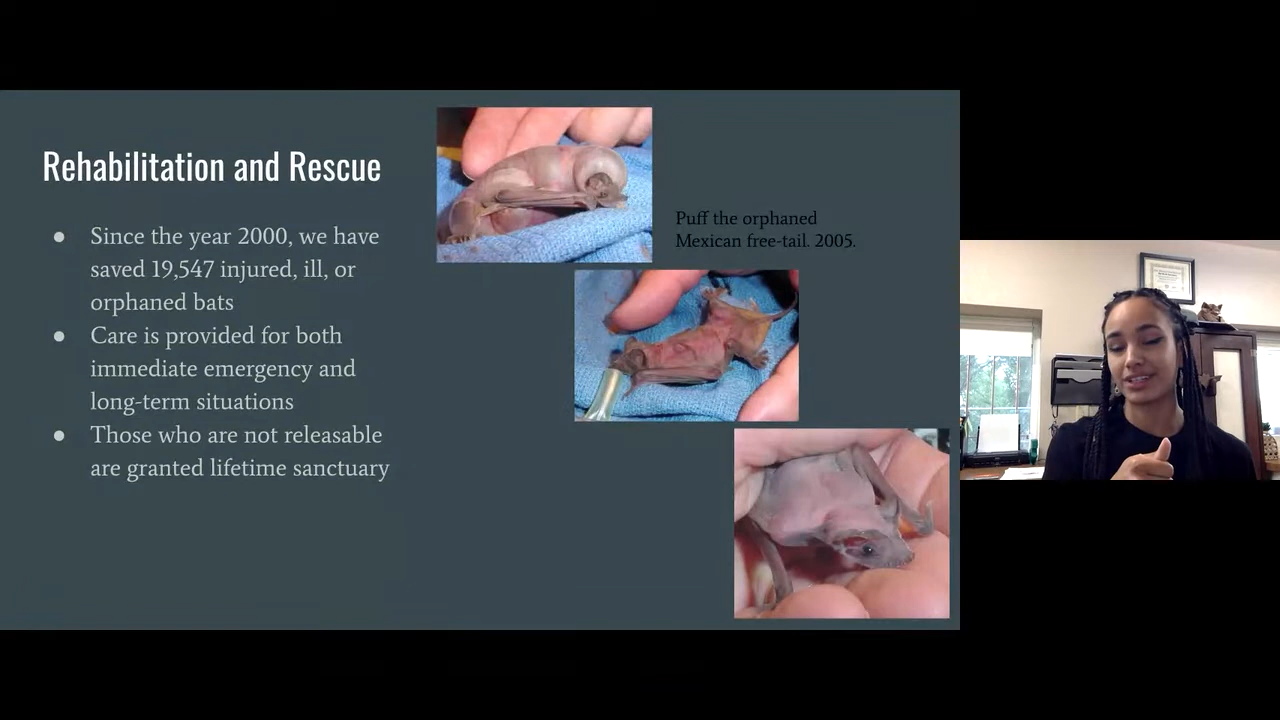 Rehabilitation and Rescue
● Since the year 2000, we have
saved 19,547 injured, ill, or
orphaned bats
● Care is provided for both
immediate emergency and
long-term situations
● Those who are not releasable
are granted lifetime sanctuary
Puff the orphaned
Mexican free-tail. 2005.